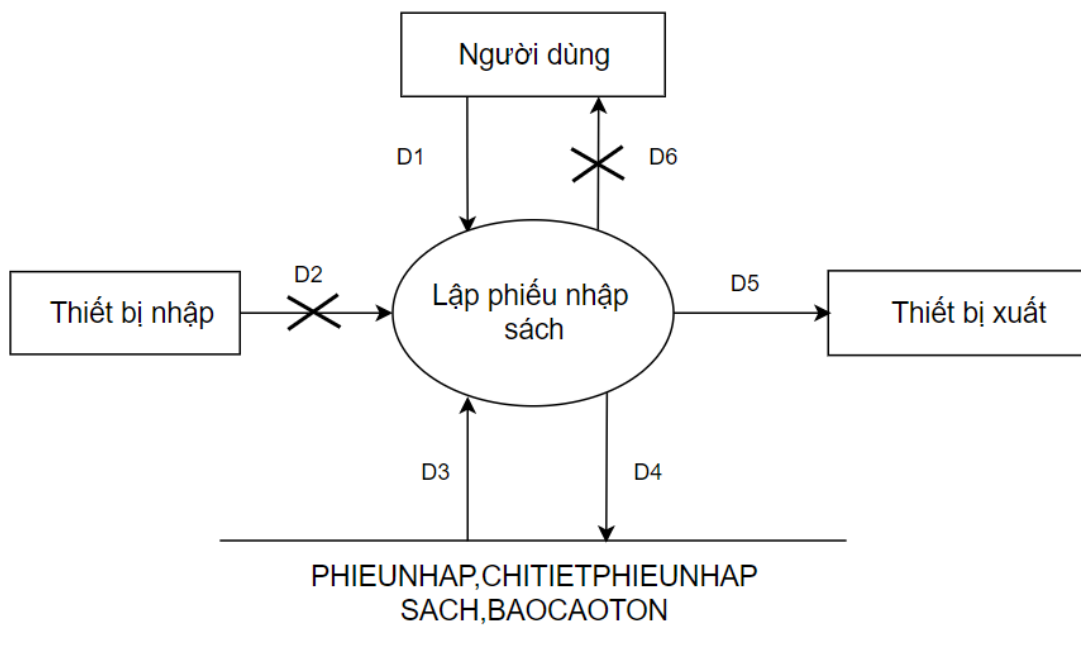 Người dùng
D1
D6
D2
Thiết bị nhập
Lập phiếu nhập
sách
D5
Thiết bị xuất
D3
D4
PHIEUNHAP,CHITIETPHIEUNHAP
SACH,BAOCAOTON